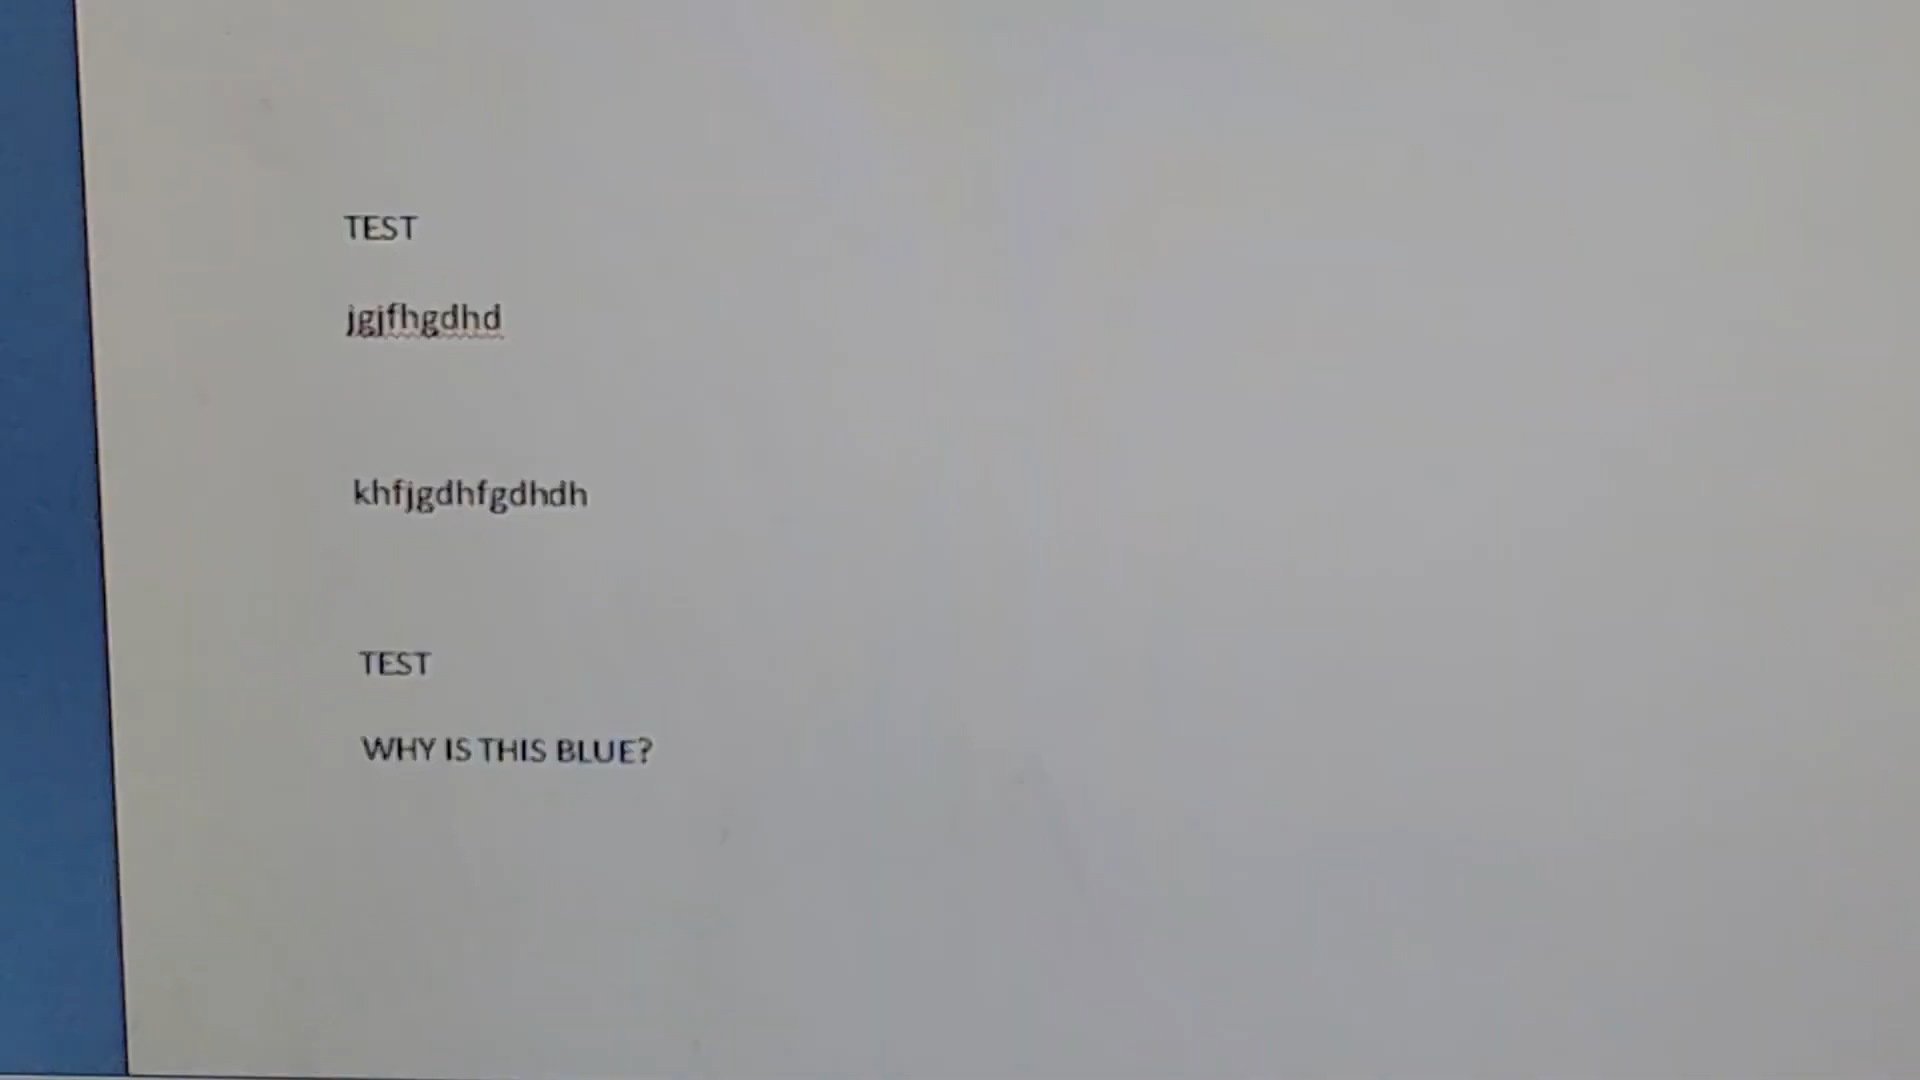 TEST
jgjfhgdhd
khfjgdhfgdhdh
TEST
WHY IS THIS BLUE?